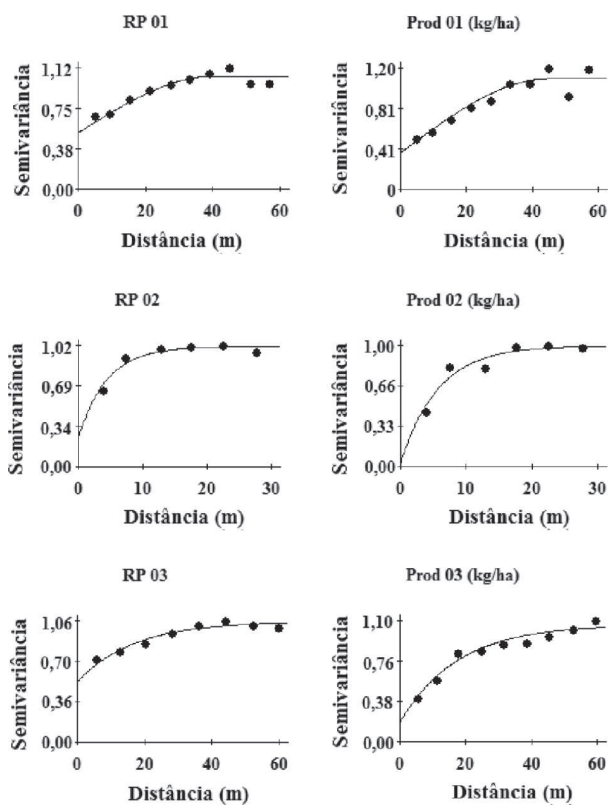 RP 01
Semivariância
1,12
0,75
0,38
0,00
0 20 40 60
Distância (m)
Prod 01 (kg/ha)
Semivariância
1,20
0,81
0,41
0
0 20 40 60
Distância (m)
RP 02
Semivariância
1,02
0,69
0,34
0,00
0 10 20 30
Distância (m)
Prod 02 (kg/ha)
Semivariância
1,00
0,66
0,33
0,00
0 10 20 30
Distância (m)
RP 03
Semivariância
1,06
0,70
0,36
0,00
0 20 40 60
Distância (m)
Prod 03 (kg/ha)
Semivariância
1,10
0,76
0,38
0,00
0 20 40 60
Distância (m)